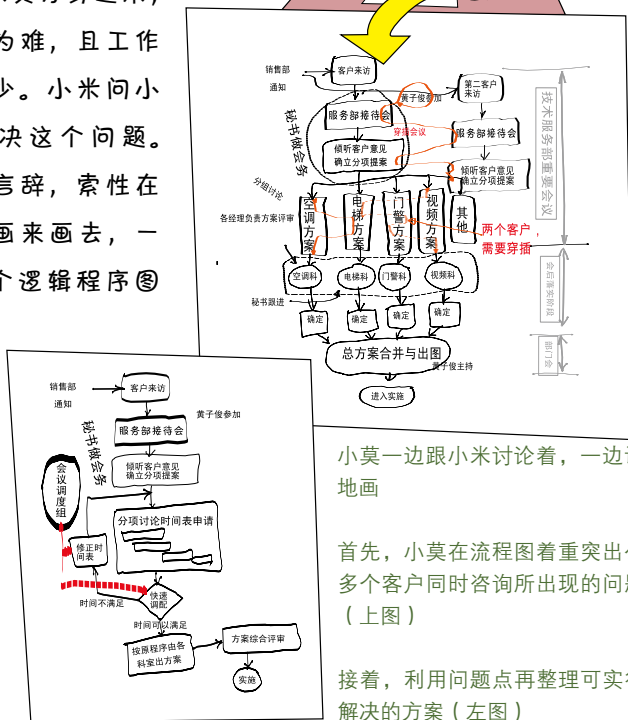 为难，且工作
少。小米问小
决这个问题。
言辞，索性在
画来画去，一
个逻辑程序图
销售部
通知
客户来访
黄子俊参加
第二客户
来访
服务部接待会
穿插会议
服务部接待会
秘书做会务
倾听客户意见
确立分项提案
倾听客户意见
确立分项提案
技术服务部重要会议
分组讨论
各经理负责方案评审
空调方案
电梯方案
门警方案
视频方案
其他
两个客户，
需要穿插
空调科
电梯科
门警科
视频科
会后落实阶段
秘书跟进
确定
确定
确定
确定
部门会
总方案合并与出图
黄子俊主持
进入实施
销售部
通知
客户来访
黄子俊参加
服务部接待会
秘书做会务
倾听客户意见
确立分项提案
会议调度组
分项讨论时间表申请
修正时
间表
快速
调配
时间不满足
时间可以满足
按原程序由各
科室出方案
方案综合评审
实施
小莫一边跟小米讨论着，一边
地画
首先，小莫在流程图着重突出
多个客户同时咨询所出现的问
（上图）
接着，利用问题点再整理可实
解决的方案（左图）